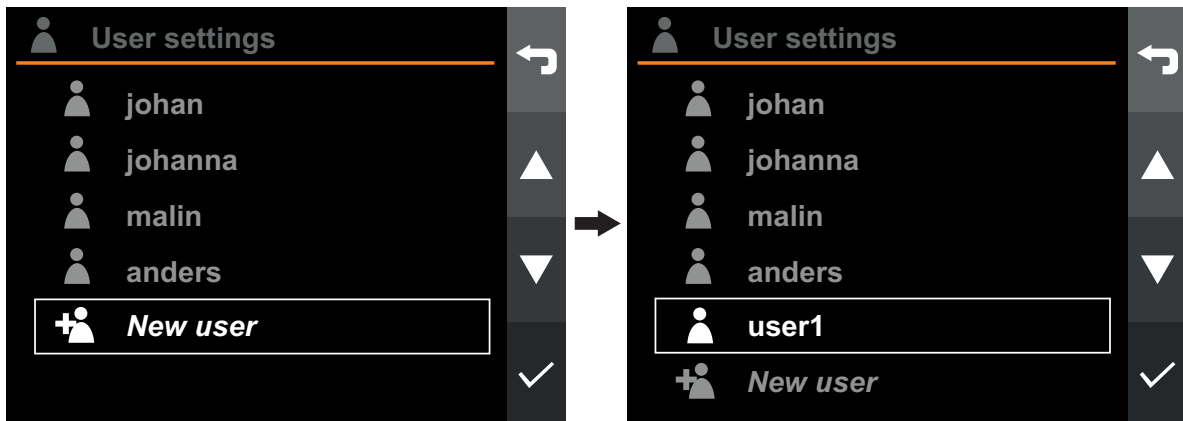 User settings
johan
johanna
malin
anders
New user
User settings
johan
johanna
malin
anders
user1
New user